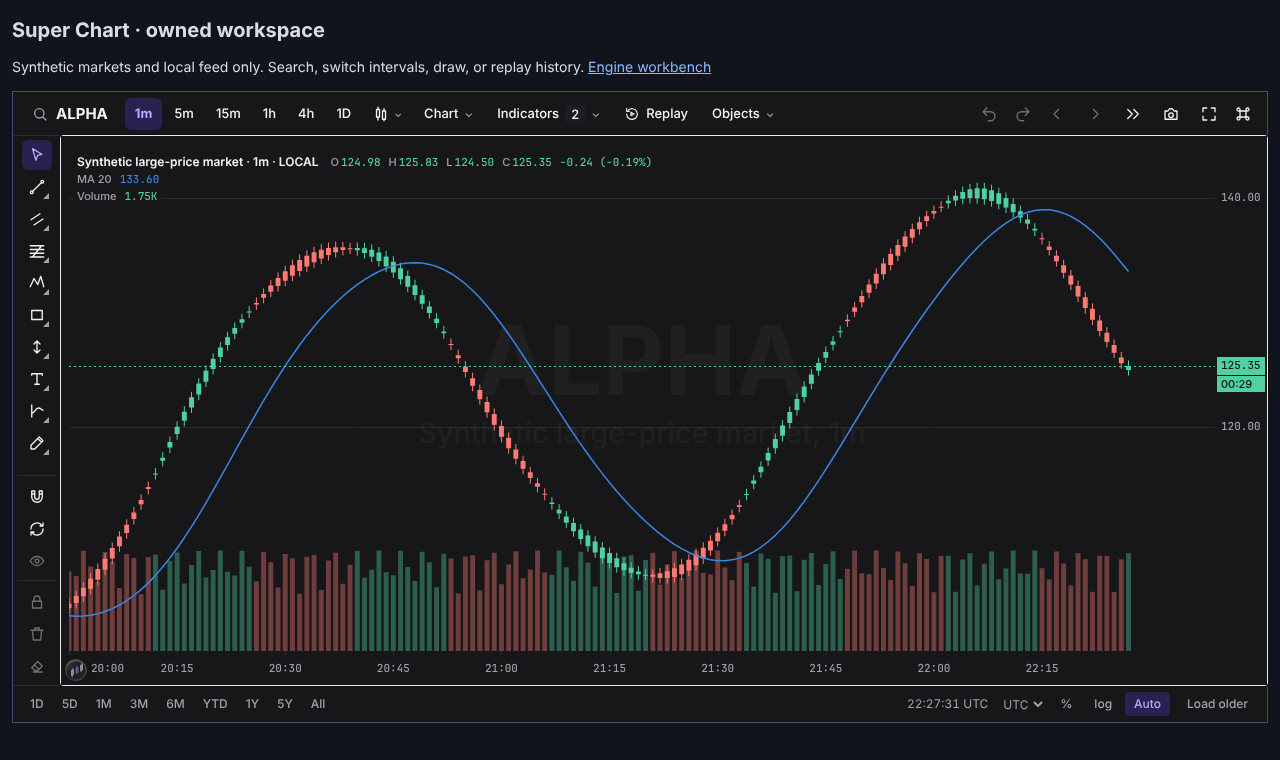 Super Chart · owned workspace
Synthetic markets and local feed only. Search, switch intervals, draw, or replay history. Engine workbench
ALPHA 1m 5m 15m 1h 4h 1D Chart Indicators 2 Replay Objects
Synthetic large-price market · 1m · LOCAL O 124.98 H 125.83 L 124.50 C 125.35 -0.24 (-0.19%)
MA 20 133.60
Volume 1.75K
140.00
ALPHA
125.35
00:29
Synthetic large-price market, 1m
120.00
20:00 20:15 20:30 20:45 21:00 21:15 21:30 21:45 22:00 22:15
1D 5D 1M 3M 6M YTD 1Y 5Y All 22:27:31 UTC UTC % log Auto Load older